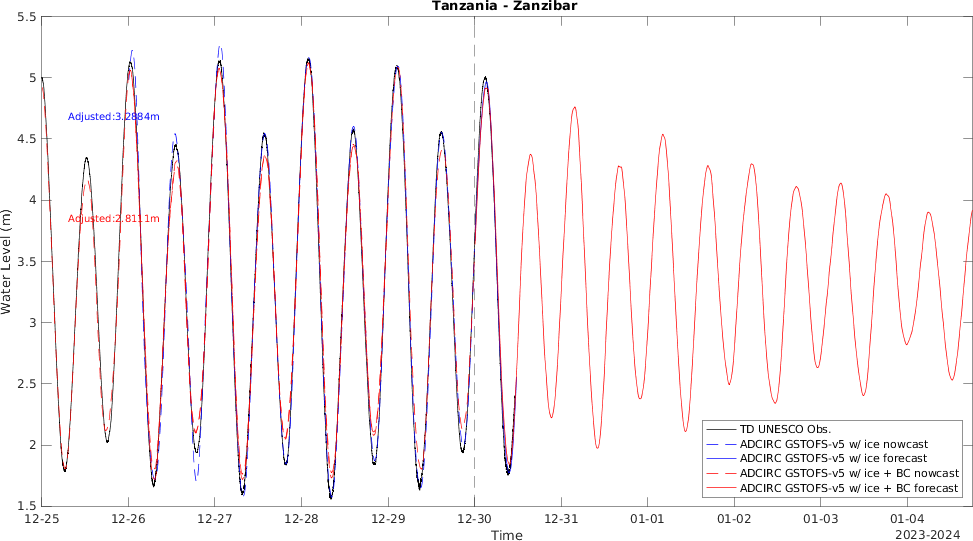 Tanzania - Zanzibar
5.5
5
4.5
4
3.5
3
2.5
2
1.5
Water Level (m)
Adjusted:3.2884m
Adjusted:2.8111m
TD UNESCO Obs.
ADCIRC GSTOFS-v5 w/ ice nowcast
ADCIRC GSTOFS-v5 w/ ice forecast
ADCIRC GSTOFS-v5 w/ ice + BC nowcast
ADCIRC GSTOFS-v5 w/ ice + BC forecast
12-25 12-26 12-27 12-28 12-29 12-30 12-31 01-01 01-02 01-03 01-04
Time
2023-2024